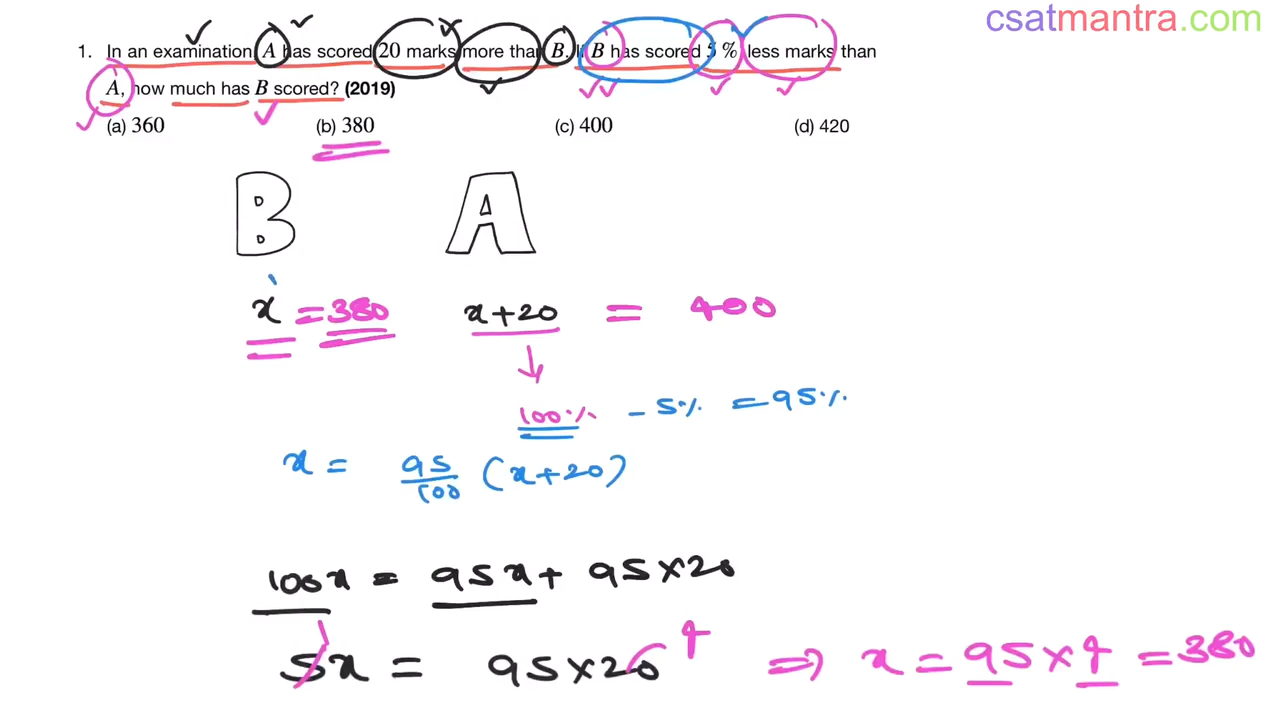 csatmantra.com
1. In an examination A has scored 20 marks more than B. If B has scored 5 % less marks than
A, how much has B scored? (2019)
(a) 360 (b) 380 (c) 400 (d) 420
B A
x = 380 x+20 = 400
100% - 5% = 95%
x = 95/100 (x+20)
100x = 95x + 95×20
5x = 95×20 4 ⇒ x = 95×4 = 380